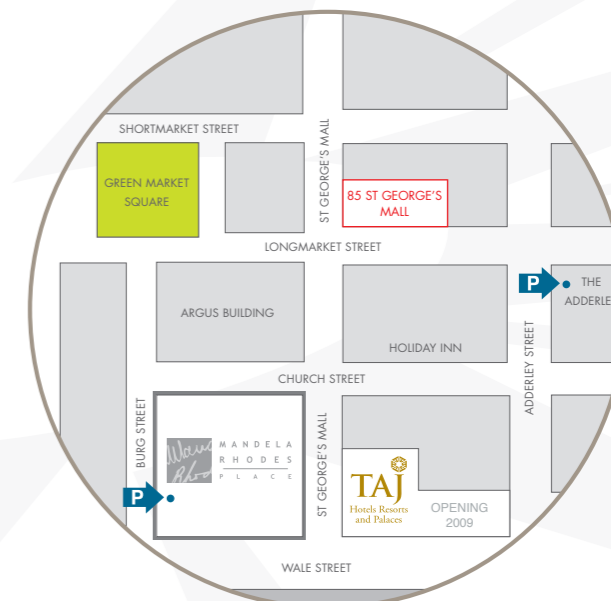 SHORTMARKET STREET
ST GEORGE'S MALL
GREEN MARKET
SQUARE
85 ST GEORGE'S
MALL
LONGMARKET STREET
P
THE
ADDERLE
ARGUS BUILDING
HOLIDAY INN
ADDERLEY STREET
CHURCH STREET
BURG STREET
MANDELA
RHODES
PLACE
ST GEORGE'S MALL
TAJ
Hotels Resorts
and Palaces
OPENING
2009
P
WALE STREET